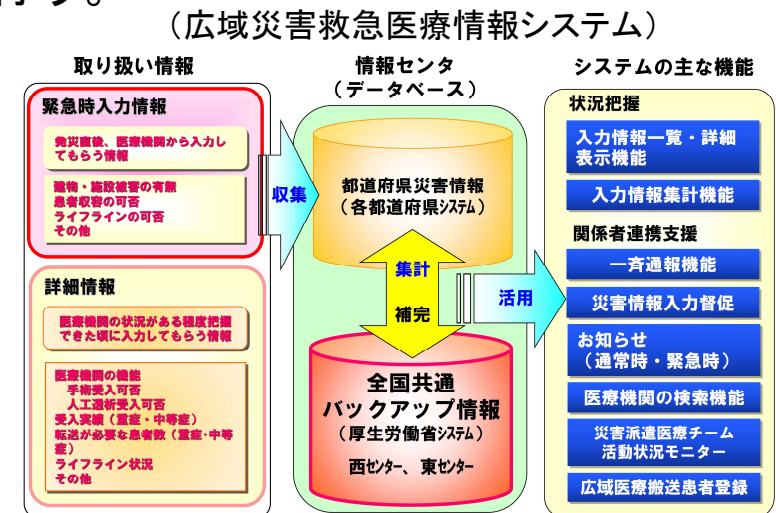 （広域災害救急医療情報システム）
取り扱い情報
緊急時入力情報
発災直後、医療機関から入力し
てもらう情報
建物・施設被害の有無
患者収容の可否
ライフラインの可否
その他
詳細情報
医療機関の状況がある程度把握
できた頃に入力してもらう情報
医療機関の機能
手術受入可否
人工透析受入可否
受入実績（重症・中等症）
転送が必要な患者数（重症・中等
症）
ライフライン状況
その他
収集
情報センタ
（データベース）
都道府県災害情報
（各都道府県ｼｽﾃﾑ）
集計
補完
全国共通
バックアップ情報
（厚生労働省ｼｽﾃﾑ）
西ｾﾝﾀｰ、東ｾﾝﾀｰ
活用
システムの主な機能
状況把握
入力情報一覧・詳細
表示機能
入力情報集計機能
関係者連携支援
一斉通報機能
災害情報入力督促
お知らせ
（通常時・緊急時）
医療機関の検索機能
災害派遣医療チーム
活動状況モニター
広域医療搬送患者登録